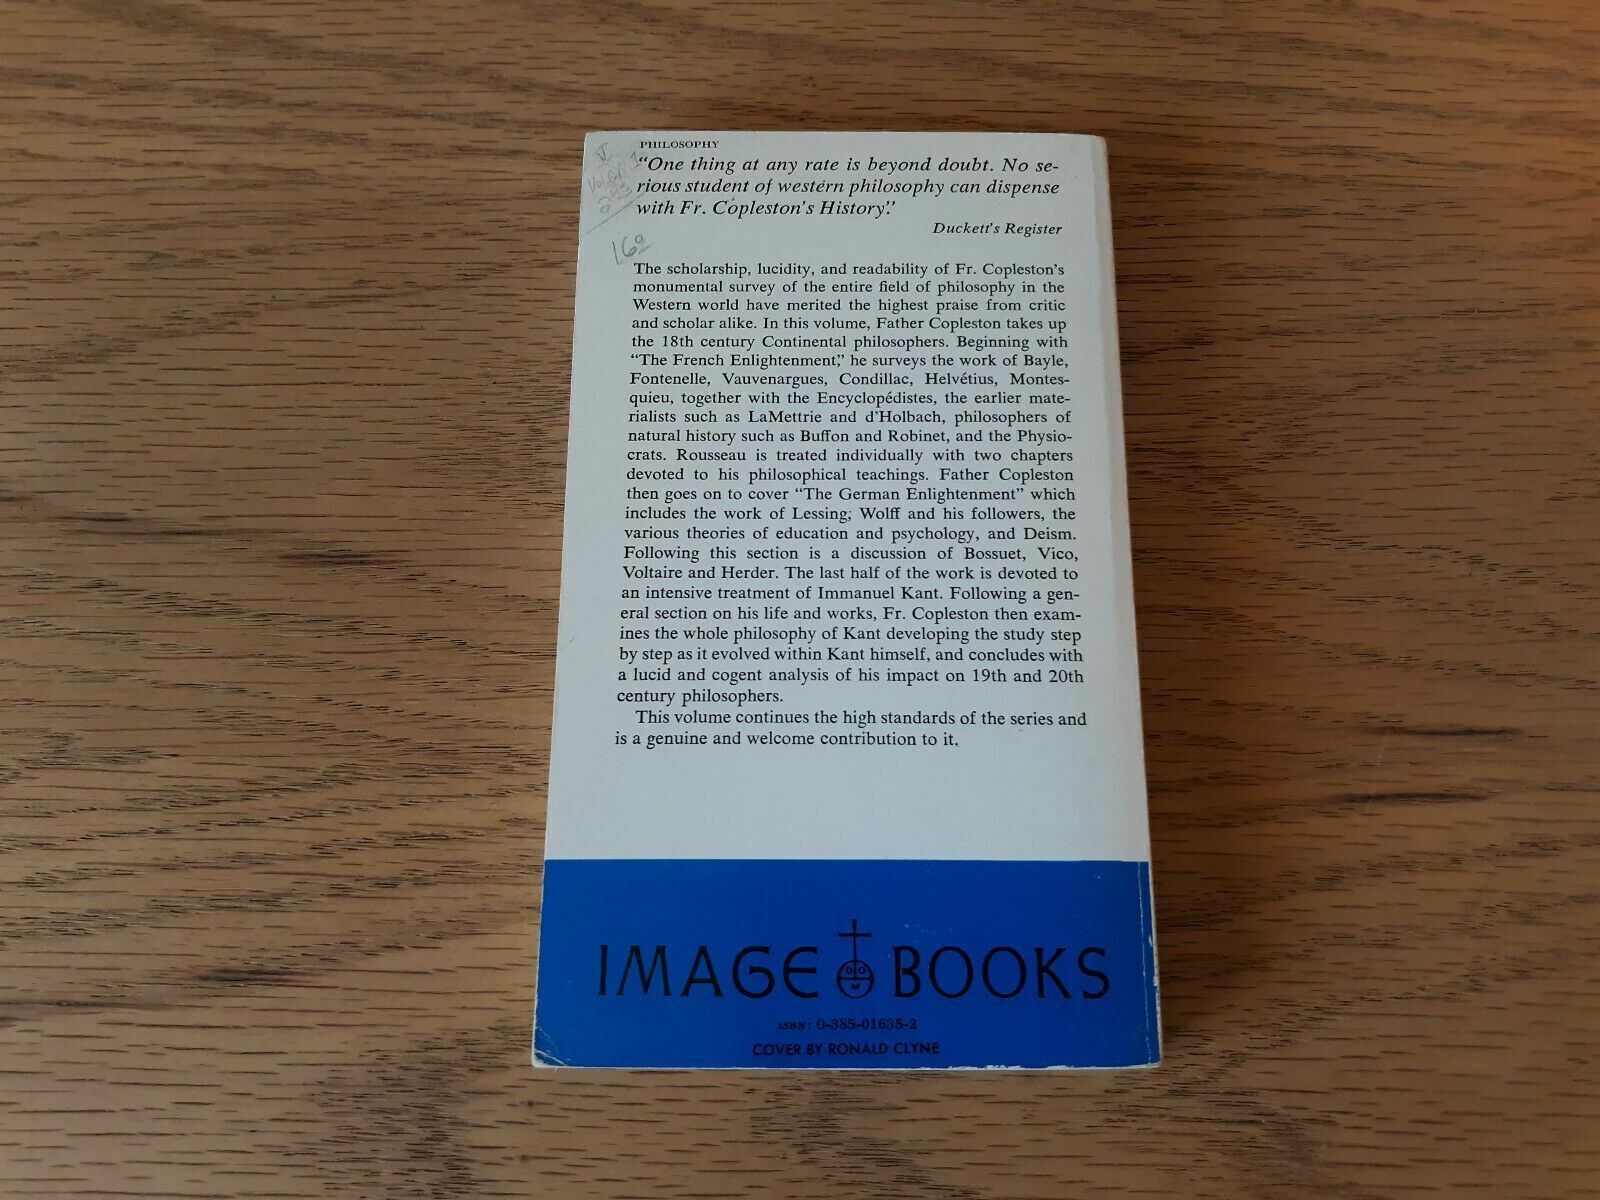 PHILOSOPHY
"One thing at any rate is beyond doubt. No se-
rious student of western philosophy can dispense
with Fr. Copleston's History."
Duckett's Register
160
The scholarship, lucidity, and readability of Fr. Copleston's
monumental survey of the entire field of philosophy in the
Western world have merited the highest praise from critic
and scholar alike. In this volume, Father Copleston takes up
the 18th century Continental philosophers. Beginning with
"The French Enlightenment," he surveys the work of Bayle,
Fontenelle, Vauvenargues, Condillac, Helvétius, Montes-
quieu, together with the Encyclopédistes, the earlier mate-
rialists such as LaMettrie and d'Holbach, philosophers of
natural history such as Buffon and Robinet, and the Physio-
crats. Rousseau is treated individually with two chapters
devoted to his philosophical teachings. Father Copleston
then goes on to cover "The German Enlightenment" which
includes the work of Lessing; Wolff and his followers, the
various theories of education and psychology, and Deism.
Following this section is a discussion of Bossuet, Vico,
Voltaire and Herder. The last half of the work is devoted to
an intensive treatment of Immanuel Kant. Following a gen-
eral section on his life and works, Fr. Copleston then exam-
ines the whole philosophy of Kant developing the study step
by step as it evolved within Kant himself, and concludes with
a lucid and cogent analysis of his impact on 19th and 20th
century philosophers.
This volume continues the high standards of the series and
is a genuine and welcome contribution to it.
IMAGE BOOKS
ISBN: 0-385-01635-2
COVER BY RONALD CLYNE